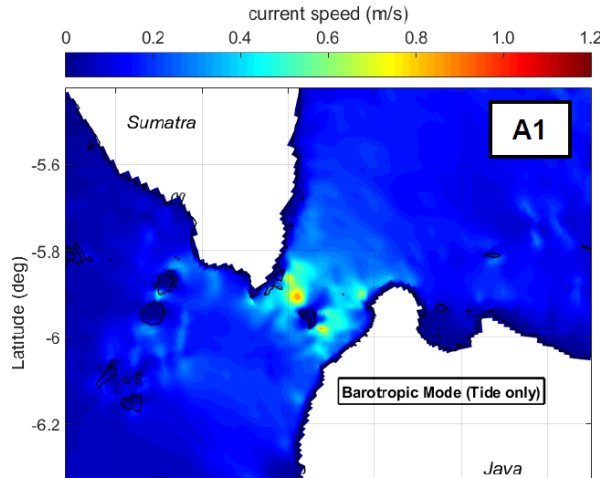 current speed (m/s)
0 0.2 0.4 0.6 0.8 1.0 1.2
Sumatra
A1
-5.6
-5.8
-6
-6.2
Latitude (deg)
Barotropic Mode (Tide only)
Java